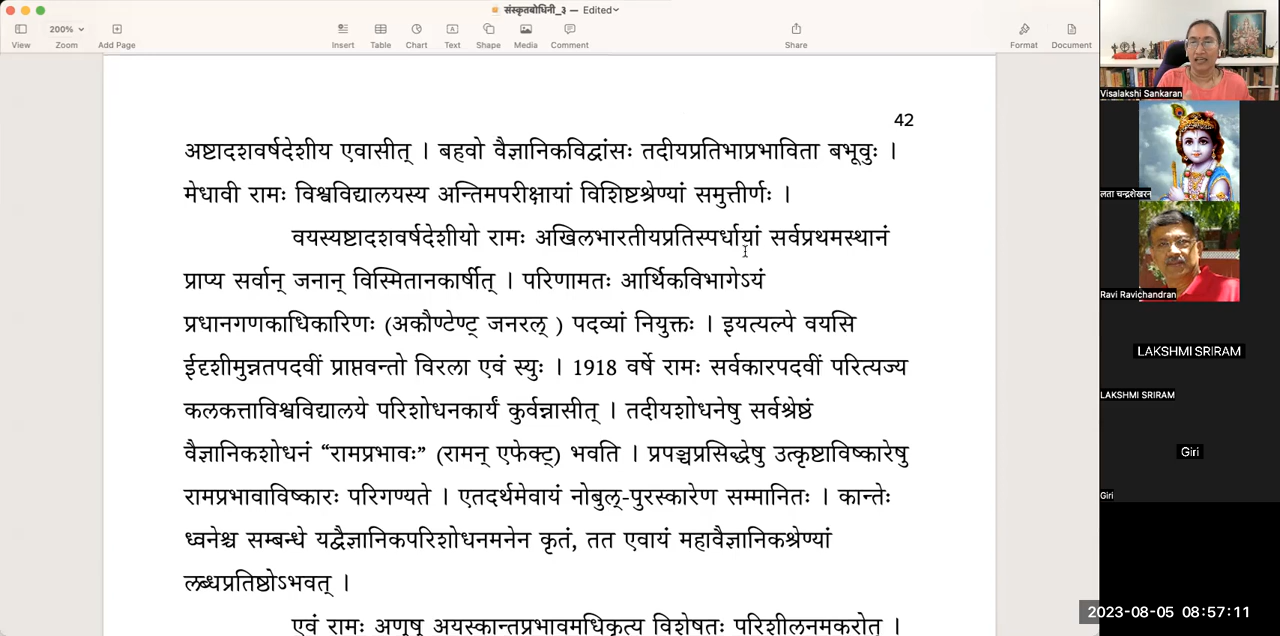 संस्कृतबोधिनी_३ — Edited
200%
View
Zoom
Add Page
Insert
Table
Chart
Text
Shape
Media
Comment
Share
Format
Document
42
अष्टादशवर्षदेशीय एवासीत् । बहवो वैज्ञानिकविद्वांसः तदीयप्रतिभाप्रभाविता बभूवुः ।
मेधावी रामः विश्वविद्यालयस्य अन्तिमपरीक्षायां विशिष्टश्रेण्यां समुत्तीर्णः ।
वयस्यष्टादशवर्षदेशीयो रामः अखिलभारतीयप्रतिस्पर्धायां सर्वप्रथमस्थानं
प्राप्य सर्वान् जनान् विस्मितानकार्षीत् । परिणामतः आर्थिकविभागेऽयं
प्रधानगणकाधिकारिणः (अकौण्टेण्ट् जनरल् ) पदव्यां नियुक्तः । इयत्यल्पे वयसि
ईदृशीमुन्नतपदवीं प्राप्तवन्तो विरला एवं स्युः । 1918 वर्षे रामः सर्वकारपदवीं परित्यज्य
कलकत्ताविश्वविद्यालये परिशोधनकार्यं कुर्वन्नासीत् । तदीयशोधनेषु सर्वश्रेष्ठं
वैज्ञानिकशोधनं “रामप्रभावः” (रामन् एफेक्ट्) भवति । प्रपञ्चप्रसिद्धेषु उत्कृष्टाविष्कारेषु
रामप्रभावाविष्कारः परिगण्यते । एतदर्थमेवायं नोबुल्-पुरस्कारेण सम्मानितः । कान्तेः
ध्वनेश्च सम्बन्धे यद्वैज्ञानिकपरिशोधनमनेन कृतं, तत एवायं महावैज्ञानिकश्रेण्यां
लब्धप्रतिष्ठोऽभवत् ।
एवं रामः अणुषु अयस्कान्तप्रभावमधिकृत्य विशेषतः परिशीलनमकरोत् ।
Visalakshi Sankaran
लता चन्द्रशेखरन
Ravi Ravichandran
LAKSHMI SRIRAM
LAKSHMI SRIRAM
Giri
Giri
2023-08-05 08:57:11